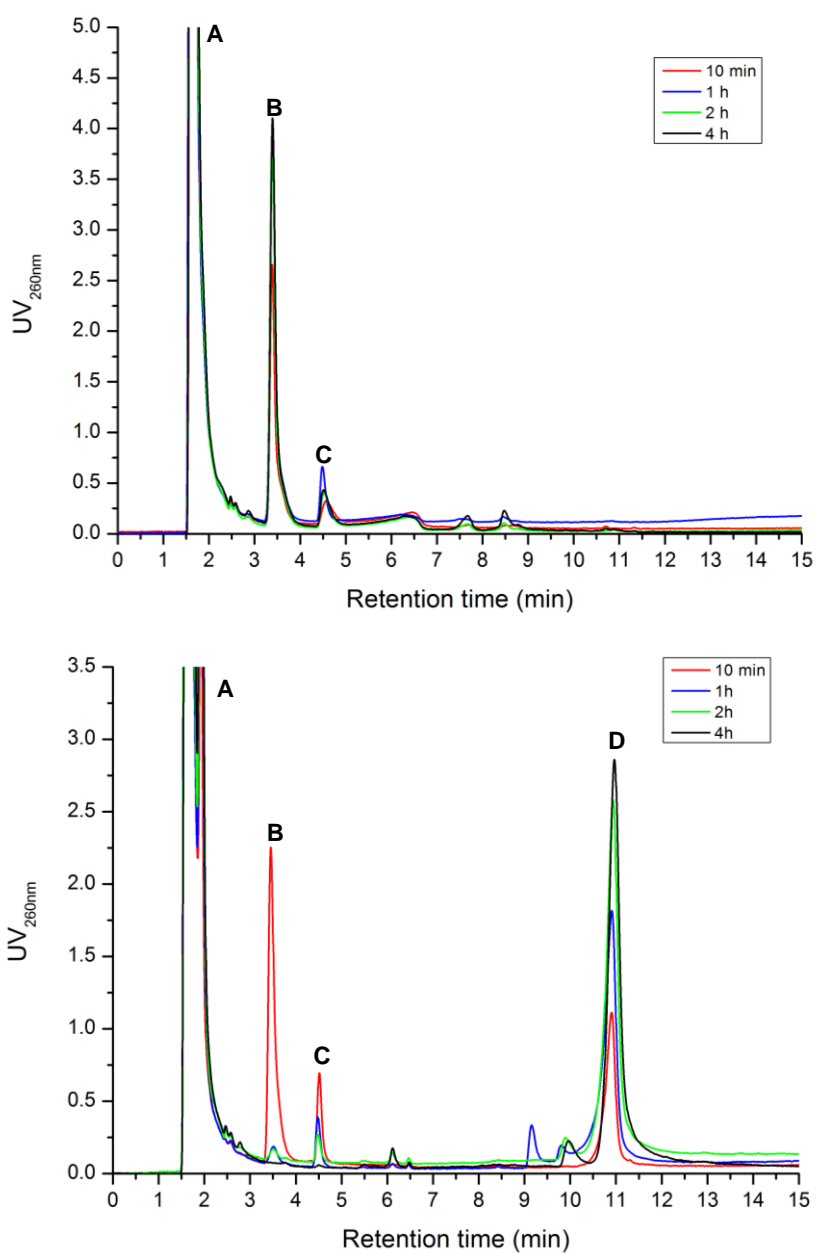 A
B
C
10 min
1 h
2 h
4 h
5.0
4.5
4.0
3.5
3.0
2.5
2.0
1.5
1.0
0.5
0.0
UV260nm
0 1 2 3 4 5 6 7 8 9 10 11 12 13 14 15
Retention time (min)
A
B
C
D
10 min
1h
2h
4h
3.5
3.0
2.5
2.0
1.5
1.0
0.5
0.0
UV260nm
0 1 2 3 4 5 6 7 8 9 10 11 12 13 14 15
Retention time (min)